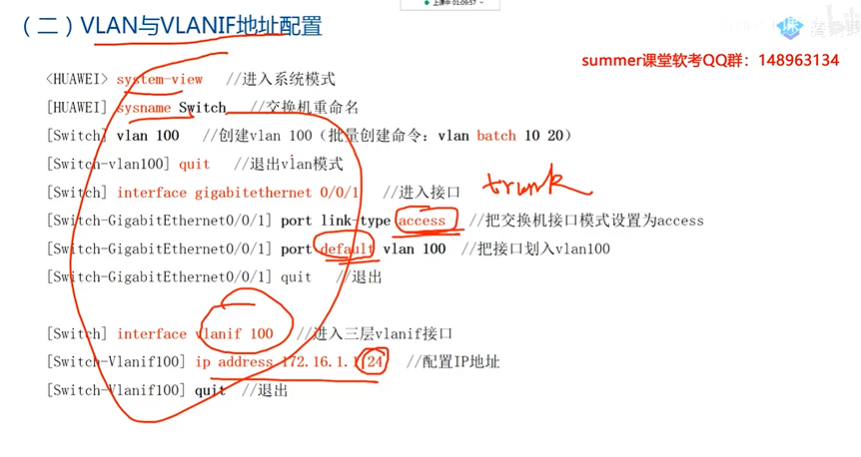 上课中 01:09:57
（二）VLAN与VLANIF地址配置
summer课堂软考QQ群：148963134
<HUAWEI> system-view //进入系统模式
[HUAWEI] sysname Switch //交换机重命名
[Switch] vlan 100 //创建vlan 100（批量创建命令：vlan batch 10 20）
[Switch-vlan100] quit //退出vlan模式
[Switch] interface gigabitethernet 0/0/1 //进入接口
trunk
[Switch-GigabitEthernet0/0/1] port link-type access //把交换机接口模式设置为access
[Switch-GigabitEthernet0/0/1] port default vlan 100 //把接口划入vlan100
[Switch-GigabitEthernet0/0/1] quit //退出
[Switch] interface vlanif 100 //进入三层vlanif接口
[Switch-Vlanif100] ip address 172.16.1.1 24 //配置IP地址
[Switch-Vlanif100] quit //退出